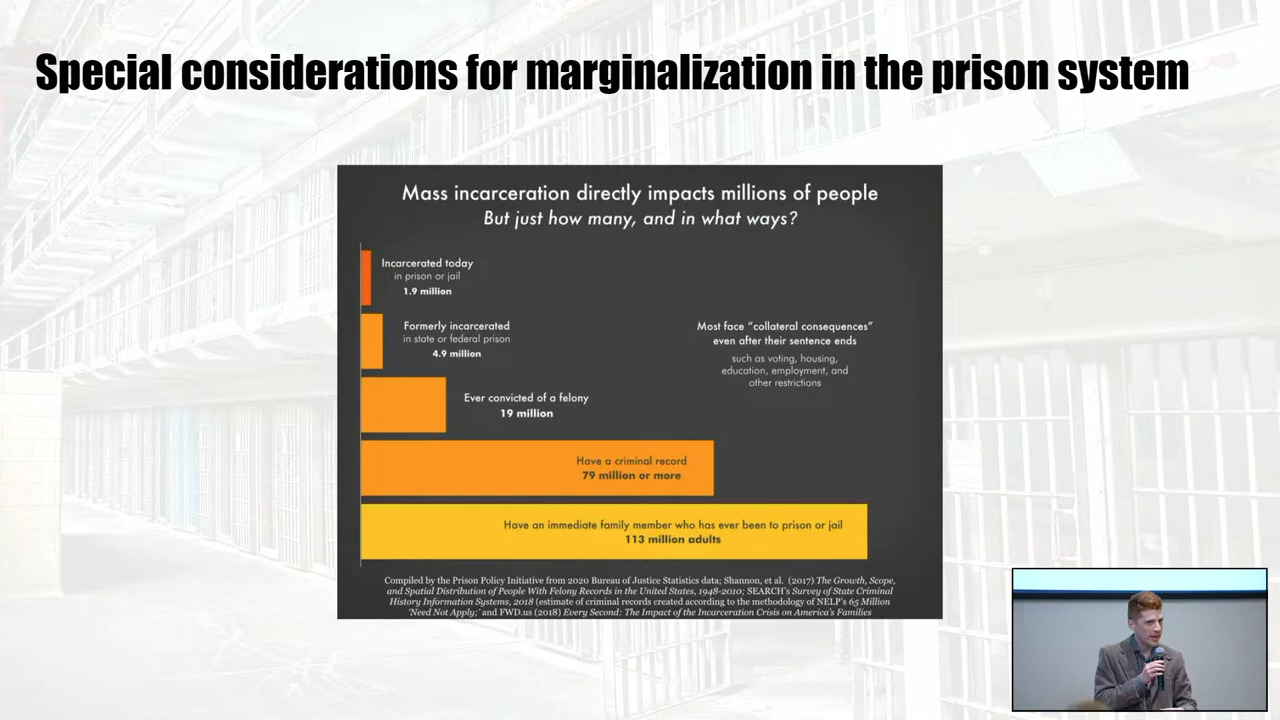 Special considerations for marginalization in the prison system
Mass incarceration directly impacts millions of people
But just how many, and in what ways?
Incarcerated today
in prison or jail
1.9 million
Formerly incarcerated
in state or federal prison
4.9 million
Most face “collateral consequences”
even after their sentence ends
such as voting, housing,
education, employment, and
other restrictions
Ever convicted of a felony
19 million
Have a criminal record
79 million or more
Have an immediate family member who has ever been to prison or jail
113 million adults
Compiled by the Prison Policy Initiative from 2020 Bureau of Justice Statistics data; Shannon, et al. (2017) The Growth, Scope,
and Spatial Distribution of People With Felony Records in the United States, 1948-2010; SEARCH's Survey of State Criminal
History Information Systems, 2018 (estimate of criminal records created according to the methodology of NELP's 65 Million
'Need Not Apply;' and FWD.us (2018) Every Second: The Impact of the Incarceration Crisis on America's Families